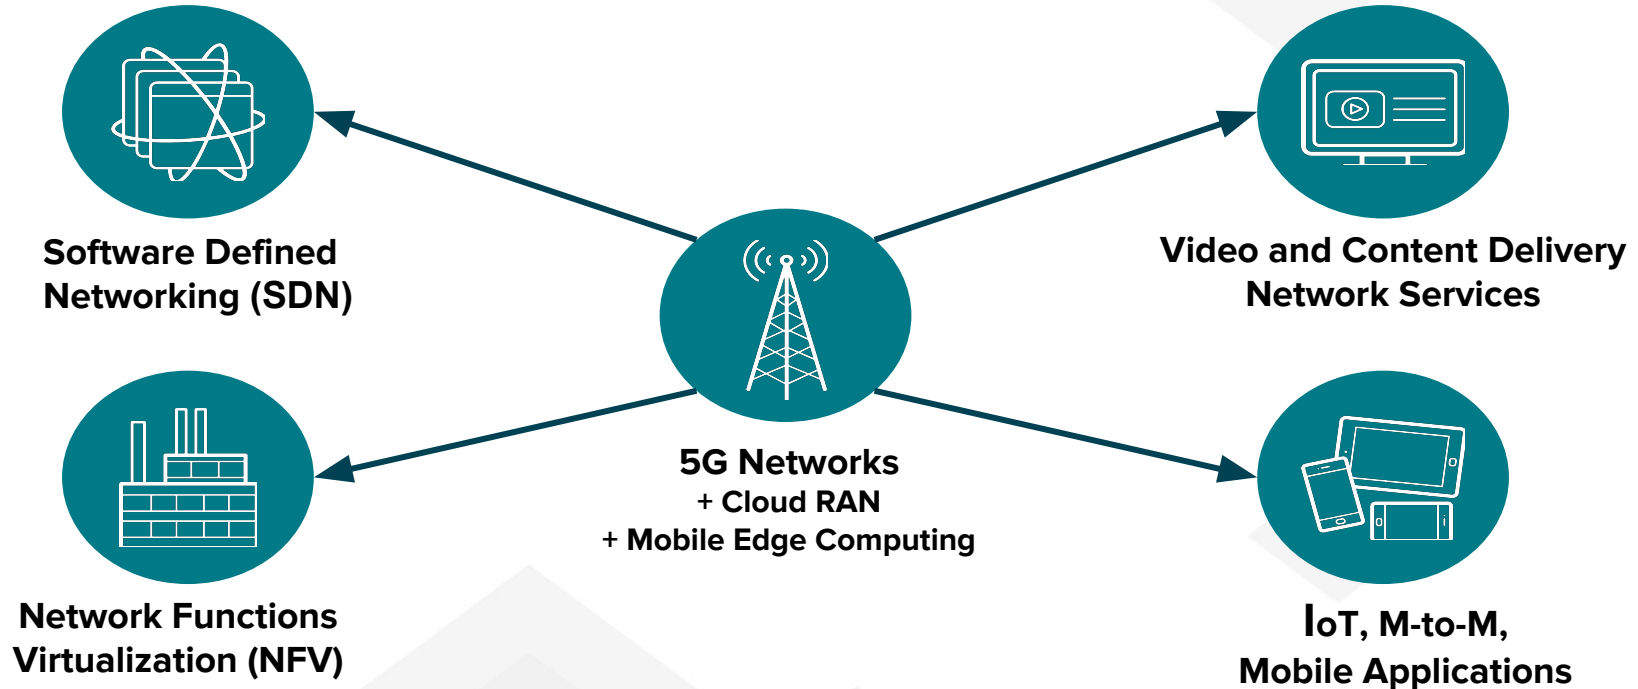 Software Defined
Networking (SDN)
Video and Content Delivery
Network Services
5G Networks
+ Cloud RAN
+ Mobile Edge Computing
Network Functions
Virtualization (NFV)
IoT, M-to-M,
Mobile Applications